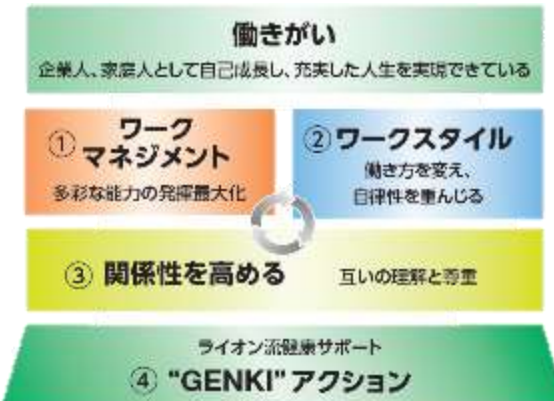 働きがい
企業人、家庭人として自己成長し、充実した人生を実現できている
① ワーク
マネジメント
多彩な能力の発揮最大化
② ワークスタイル
働き方を変え、
自律性を重んじる
③ 関係性を高める 互いの理解と尊重
ライオン流健康サポート
④ “GENKI”アクション